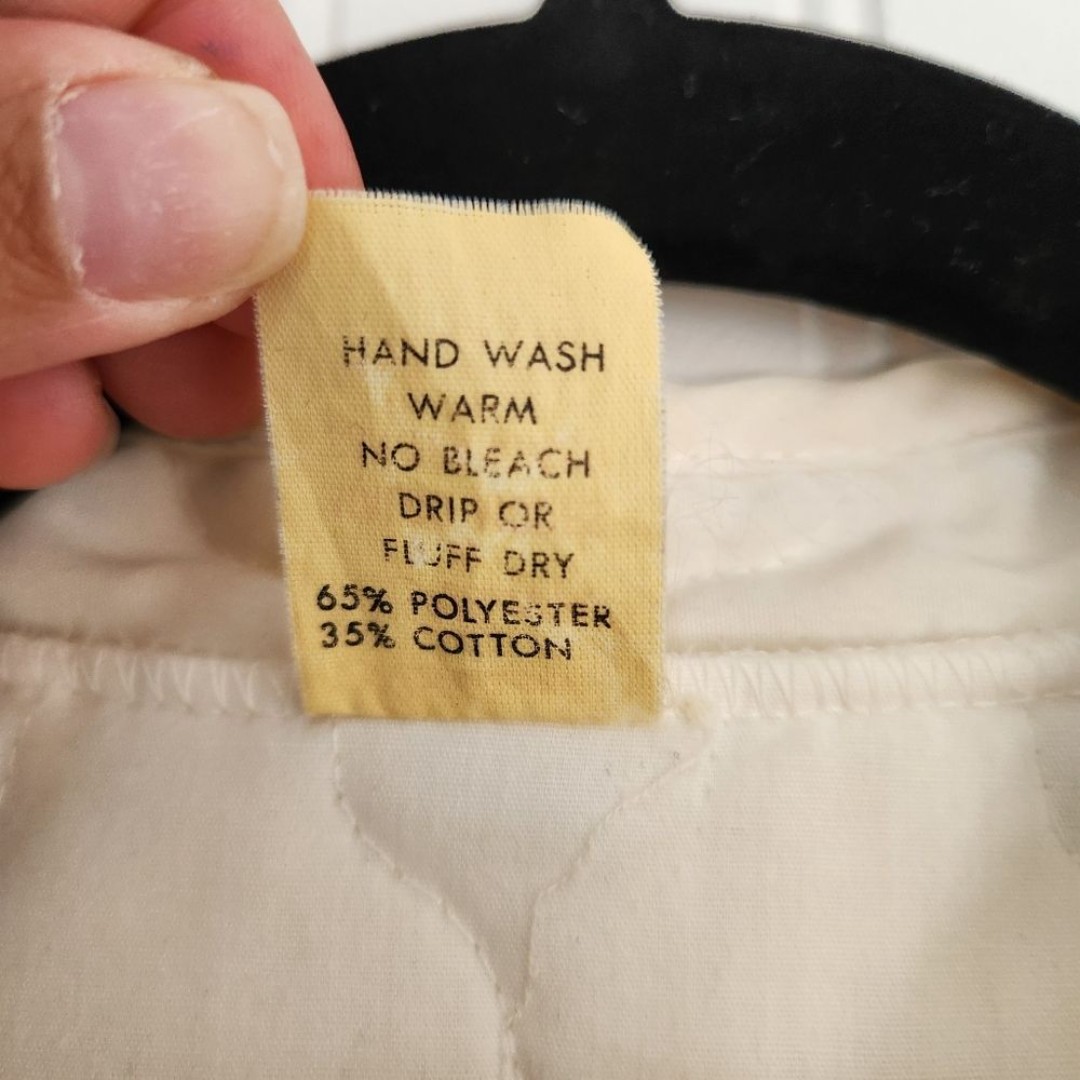 HAND WASH
WARM
NO BLEACH
DRIP OR
FLUFF DRY
65% POLYESTER
35% COTTON